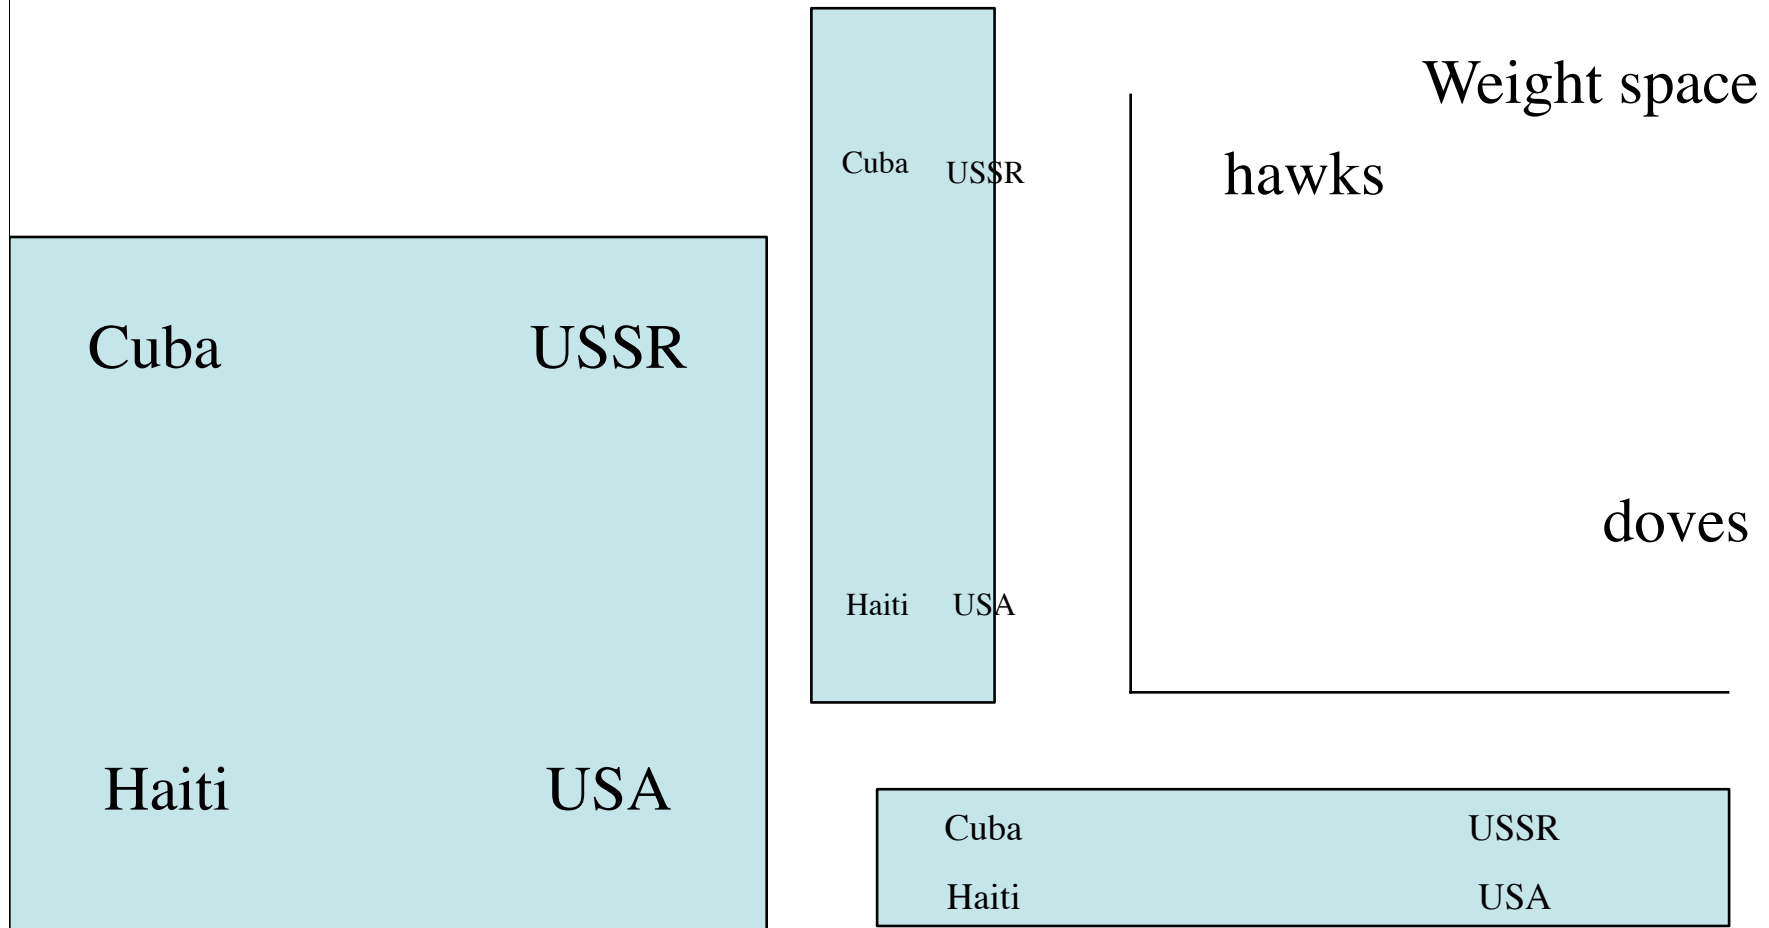 Weight space
hawks
doves
Cuba USSR
Haiti USA
Cuba USSR
Haiti USA
Cuba USSR
Haiti USA